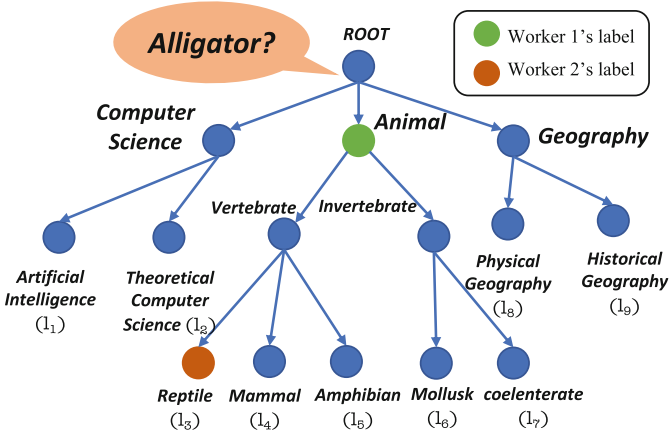 Alligator?
ROOT
Worker 1's label
Worker 2's label
Computer
Science
Animal
Geography
Vertebrate
Invertebrate
Artificial
Intelligence
(l₁)
Theoretical
Computer
Science (l₂)
Physical
Geography
(l₈)
Historical
Geography
(l₉)
Reptile
(l₃)
Mammal
(l₄)
Amphibian
(l₅)
Mollusk
(l₆)
coelenterate
(l₇)